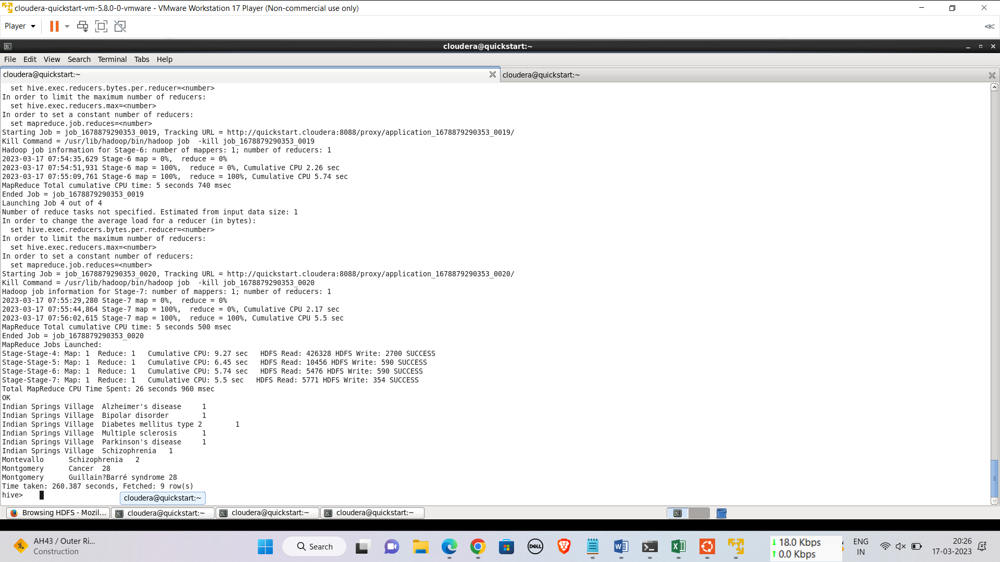 cloudera-quickstart-vm-5.8.0-0-vmware - VMware Workstation 17 Player (Non-commercial use only)
Player
cloudera@quickstart:~
File Edit View Search Terminal Tabs Help
cloudera@quickstart:~ cloudera@quickstart:~
  set hive.exec.reducers.bytes.per.reducer=<number>
In order to limit the maximum number of reducers:
  set hive.exec.reducers.max=<number>
In order to set a constant number of reducers:
  set mapreduce.job.reduces=<number>
Starting Job = job_1678879290353_0019, Tracking URL = http://quickstart.cloudera:8088/proxy/application_1678879290353_0019/
Kill Command = /usr/lib/hadoop/bin/hadoop job  -kill job_1678879290353_0019
Hadoop job information for Stage-6: number of mappers: 1; number of reducers: 1
2023-03-17 07:54:35,629 Stage-6 map = 0%,  reduce = 0%
2023-03-17 07:54:51,931 Stage-6 map = 100%,  reduce = 0%, Cumulative CPU 2.26 sec
2023-03-17 07:55:09,761 Stage-6 map = 100%,  reduce = 100%, Cumulative CPU 5.74 sec
MapReduce Total cumulative CPU time: 5 seconds 740 msec
Ended Job = job_1678879290353_0019
Launching Job 4 out of 4
Number of reduce tasks not specified. Estimated from input data size: 1
In order to change the average load for a reducer (in bytes):
  set hive.exec.reducers.bytes.per.reducer=<number>
In order to limit the maximum number of reducers:
  set hive.exec.reducers.max=<number>
In order to set a constant number of reducers:
  set mapreduce.job.reduces=<number>
Starting Job = job_1678879290353_0020, Tracking URL = http://quickstart.cloudera:8088/proxy/application_1678879290353_0020/
Kill Command = /usr/lib/hadoop/bin/hadoop job  -kill job_1678879290353_0020
Hadoop job information for Stage-7: number of mappers: 1; number of reducers: 1
2023-03-17 07:55:29,280 Stage-7 map = 0%,  reduce = 0%
2023-03-17 07:55:44,864 Stage-7 map = 100%,  reduce = 0%, Cumulative CPU 2.17 sec
2023-03-17 07:56:02,615 Stage-7 map = 100%,  reduce = 100%, Cumulative CPU 5.5 sec
MapReduce Total cumulative CPU time: 5 seconds 500 msec
Ended Job = job_1678879290353_0020
MapReduce Jobs Launched:
Stage-Stage-4: Map: 1  Reduce: 1   Cumulative CPU: 9.27 sec   HDFS Read: 426328 HDFS Write: 2700 SUCCESS
Stage-Stage-5: Map: 1  Reduce: 1   Cumulative CPU: 6.45 sec   HDFS Read: 10456 HDFS Write: 590 SUCCESS
Stage-Stage-6: Map: 1  Reduce: 1   Cumulative CPU: 5.74 sec   HDFS Read: 5476 HDFS Write: 590 SUCCESS
Stage-Stage-7: Map: 1  Reduce: 1   Cumulative CPU: 5.5 sec   HDFS Read: 5771 HDFS Write: 354 SUCCESS
Total MapReduce CPU Time Spent: 26 seconds 960 msec
OK
Indian Springs Village  Alzheimer's disease     1
Indian Springs Village  Bipolar disorder        1
Indian Springs Village  Diabetes mellitus type 2        1
Indian Springs Village  Multiple sclerosis      1
Indian Springs Village  Parkinson's disease     1
Indian Springs Village  Schizophrenia   1
Montevallo      Schizophrenia   2
Montgomery      Cancer  28
Montgomery      Guillain?Barré syndrome 28
Time taken: 260.387 seconds, Fetched: 9 row(s)
hive>
cloudera@quickstart:~
Browsing HDFS - Mozil... cloudera@quickstart:~ cloudera@quickstart:~ cloudera@quickstart:~
AH43 / Outer Ri...
Construction
Search
DELL
18.0 Kbps
0.0 Kbps
ENG
IN
20:26
17-03-2023